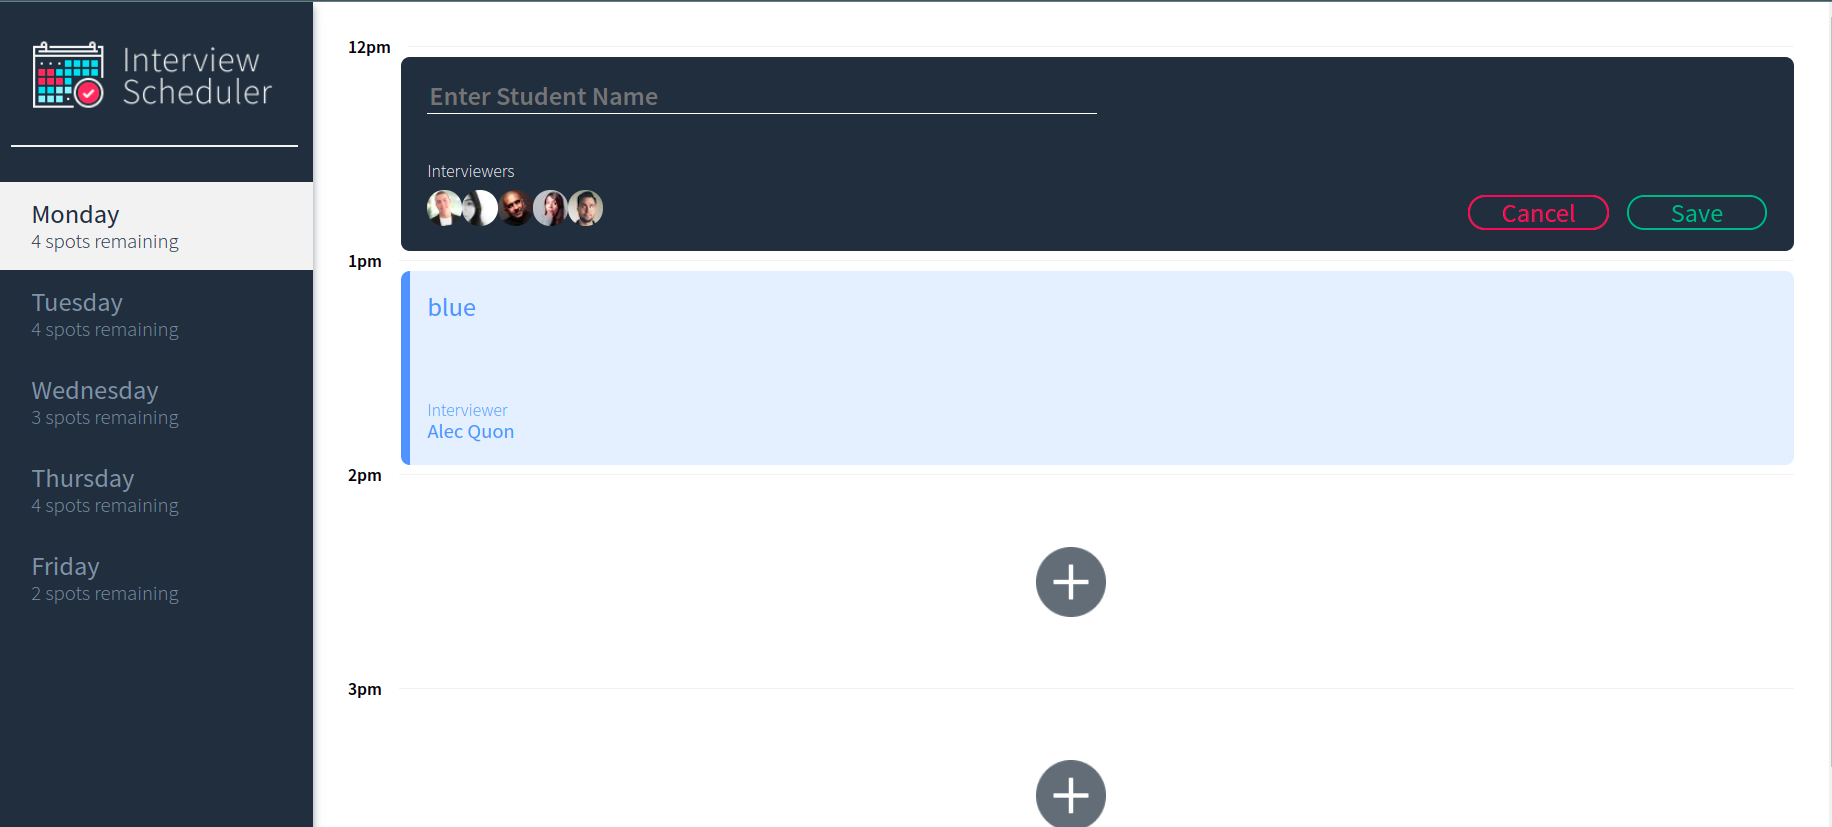 Interview
Scheduler
Monday
4 spots remaining
Tuesday
4 spots remaining
Wednesday
3 spots remaining
Thursday
4 spots remaining
Friday
2 spots remaining
12pm
Enter Student Name
Interviewers
Cancel
Save
1pm
blue
Interviewer
Alec Quon
2pm
3pm